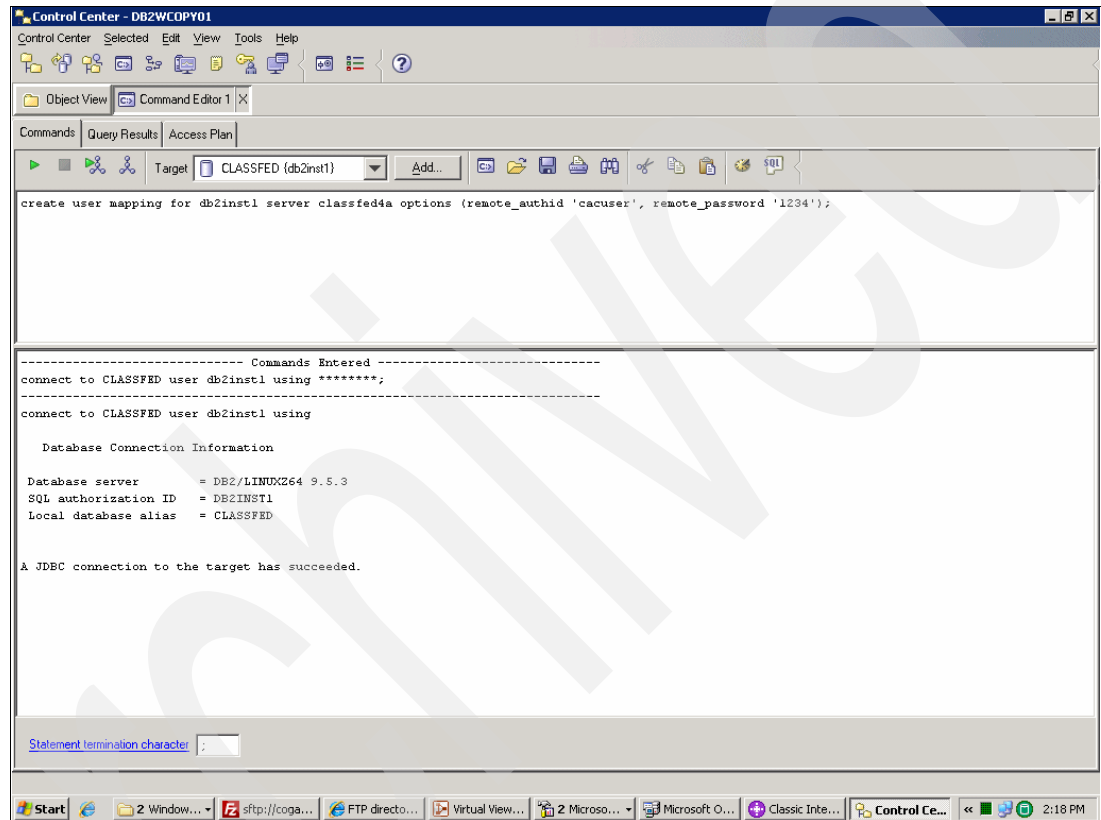 Control Center - DB2WCOPY01
Control Center Selected Edit View Tools Help
Object View Command Editor 1
Commands Query Results Access Plan
Target CLASSFED {db2inst1} Add... SQL
create user mapping for db2inst1 server classfed4a options (remote_authid 'cacuser', remote_password '1234');
------------------------------ Commands Entered ------------------------------
connect to CLASSFED user db2inst1 using ********;
------------------------------------------------------------------------------
connect to CLASSFED user db2inst1 using
Database Connection Information
Database server = DB2/LINUXZ64 9.5.3
SQL authorization ID = DB2INST1
Local database alias = CLASSFED
A JDBC connection to the target has succeeded.
Statement termination character ;
Start 2 Window... sftp://coga... FTP directo... Virtual View... 2 Microso... Microsoft O... Classic Inte... Control Ce... « 2:18 PM